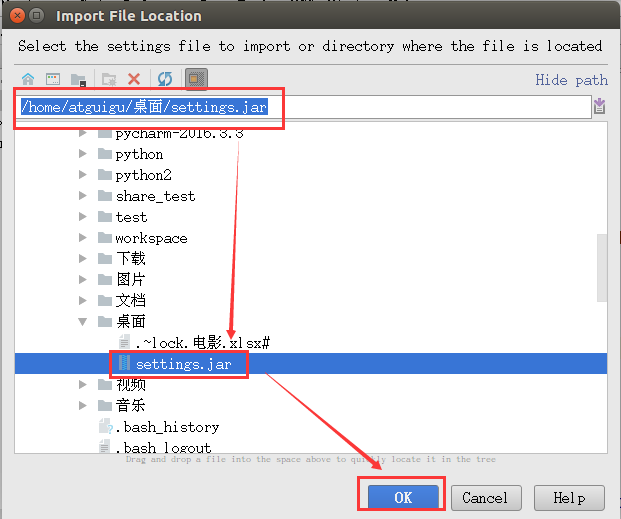 Import File Location
Select the settings file to import or directory where the file is located
Hide path
/home/atguigu/桌面/settings.jar
pycharm-2016.3.3
python
python2
share_test
test
workspace
下载
图片
文档
桌面
.~lock.电影.xlsx#
settings.jar
视频
音乐
.bash_history
.bash_logout
Drag and drop a file into the space above to quickly locate it in the tree
OK Cancel Help